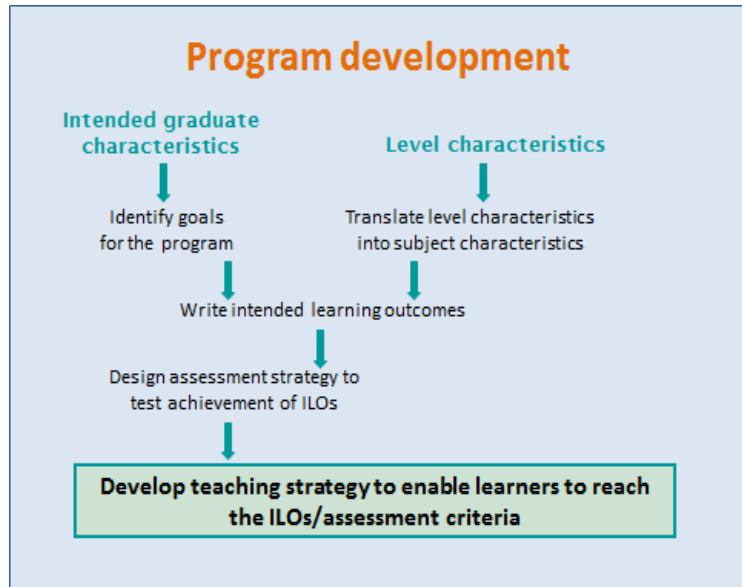 Program development
Intended graduate
characteristics
Level characteristics
Identify goals
for the program
Translate level characteristics
into subject characteristics
Write intended learning outcomes
Design assessment strategy to
test achievement of ILOs
Develop teaching strategy to enable learners to reach
the ILOs/assessment criteria